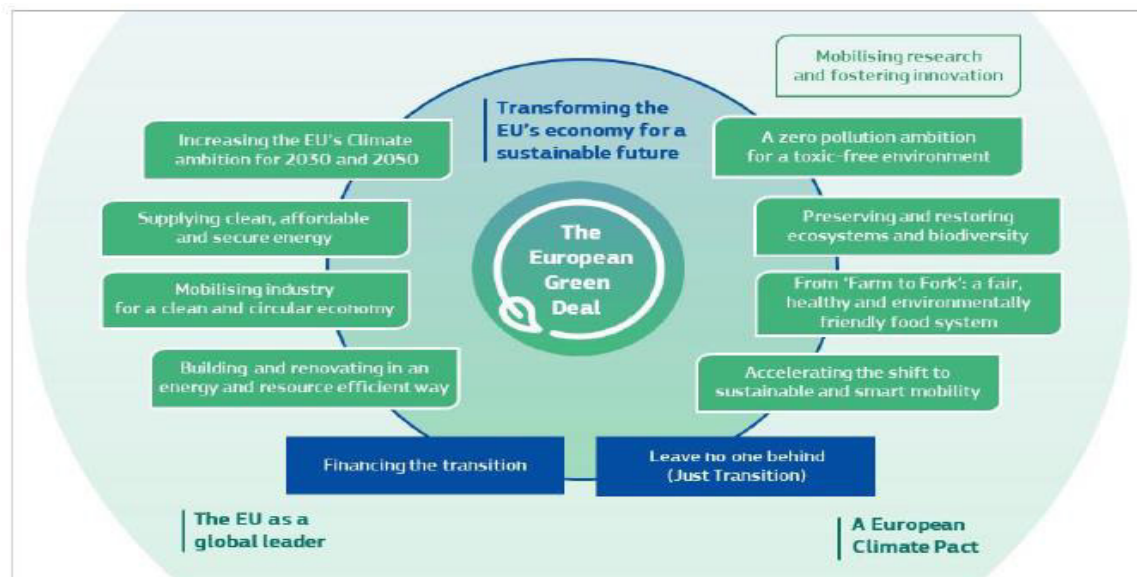 Mobilising research
and fostering innovation
Transforming the
EU's economy for a
sustainable future
Increasing the EU's Climate
ambition for 2030 and 2050
A zero pollution ambition
for a toxic-free environment
Supplying clean, affordable
and secure energy
Preserving and restoring
ecosystems and biodiversity
The
European
Green
Deal
Mobilising industry
for a clean and circular economy
From 'Farm to Fork': a fair,
healthy and environmentally
friendly food system
Building and renovating in an
energy and resource efficient way
Accelerating the shift to
sustainable and smart mobility
Financing the transition
Leave no one behind
(Just Transition)
The EU as a
global leader
A European
Climate Pact